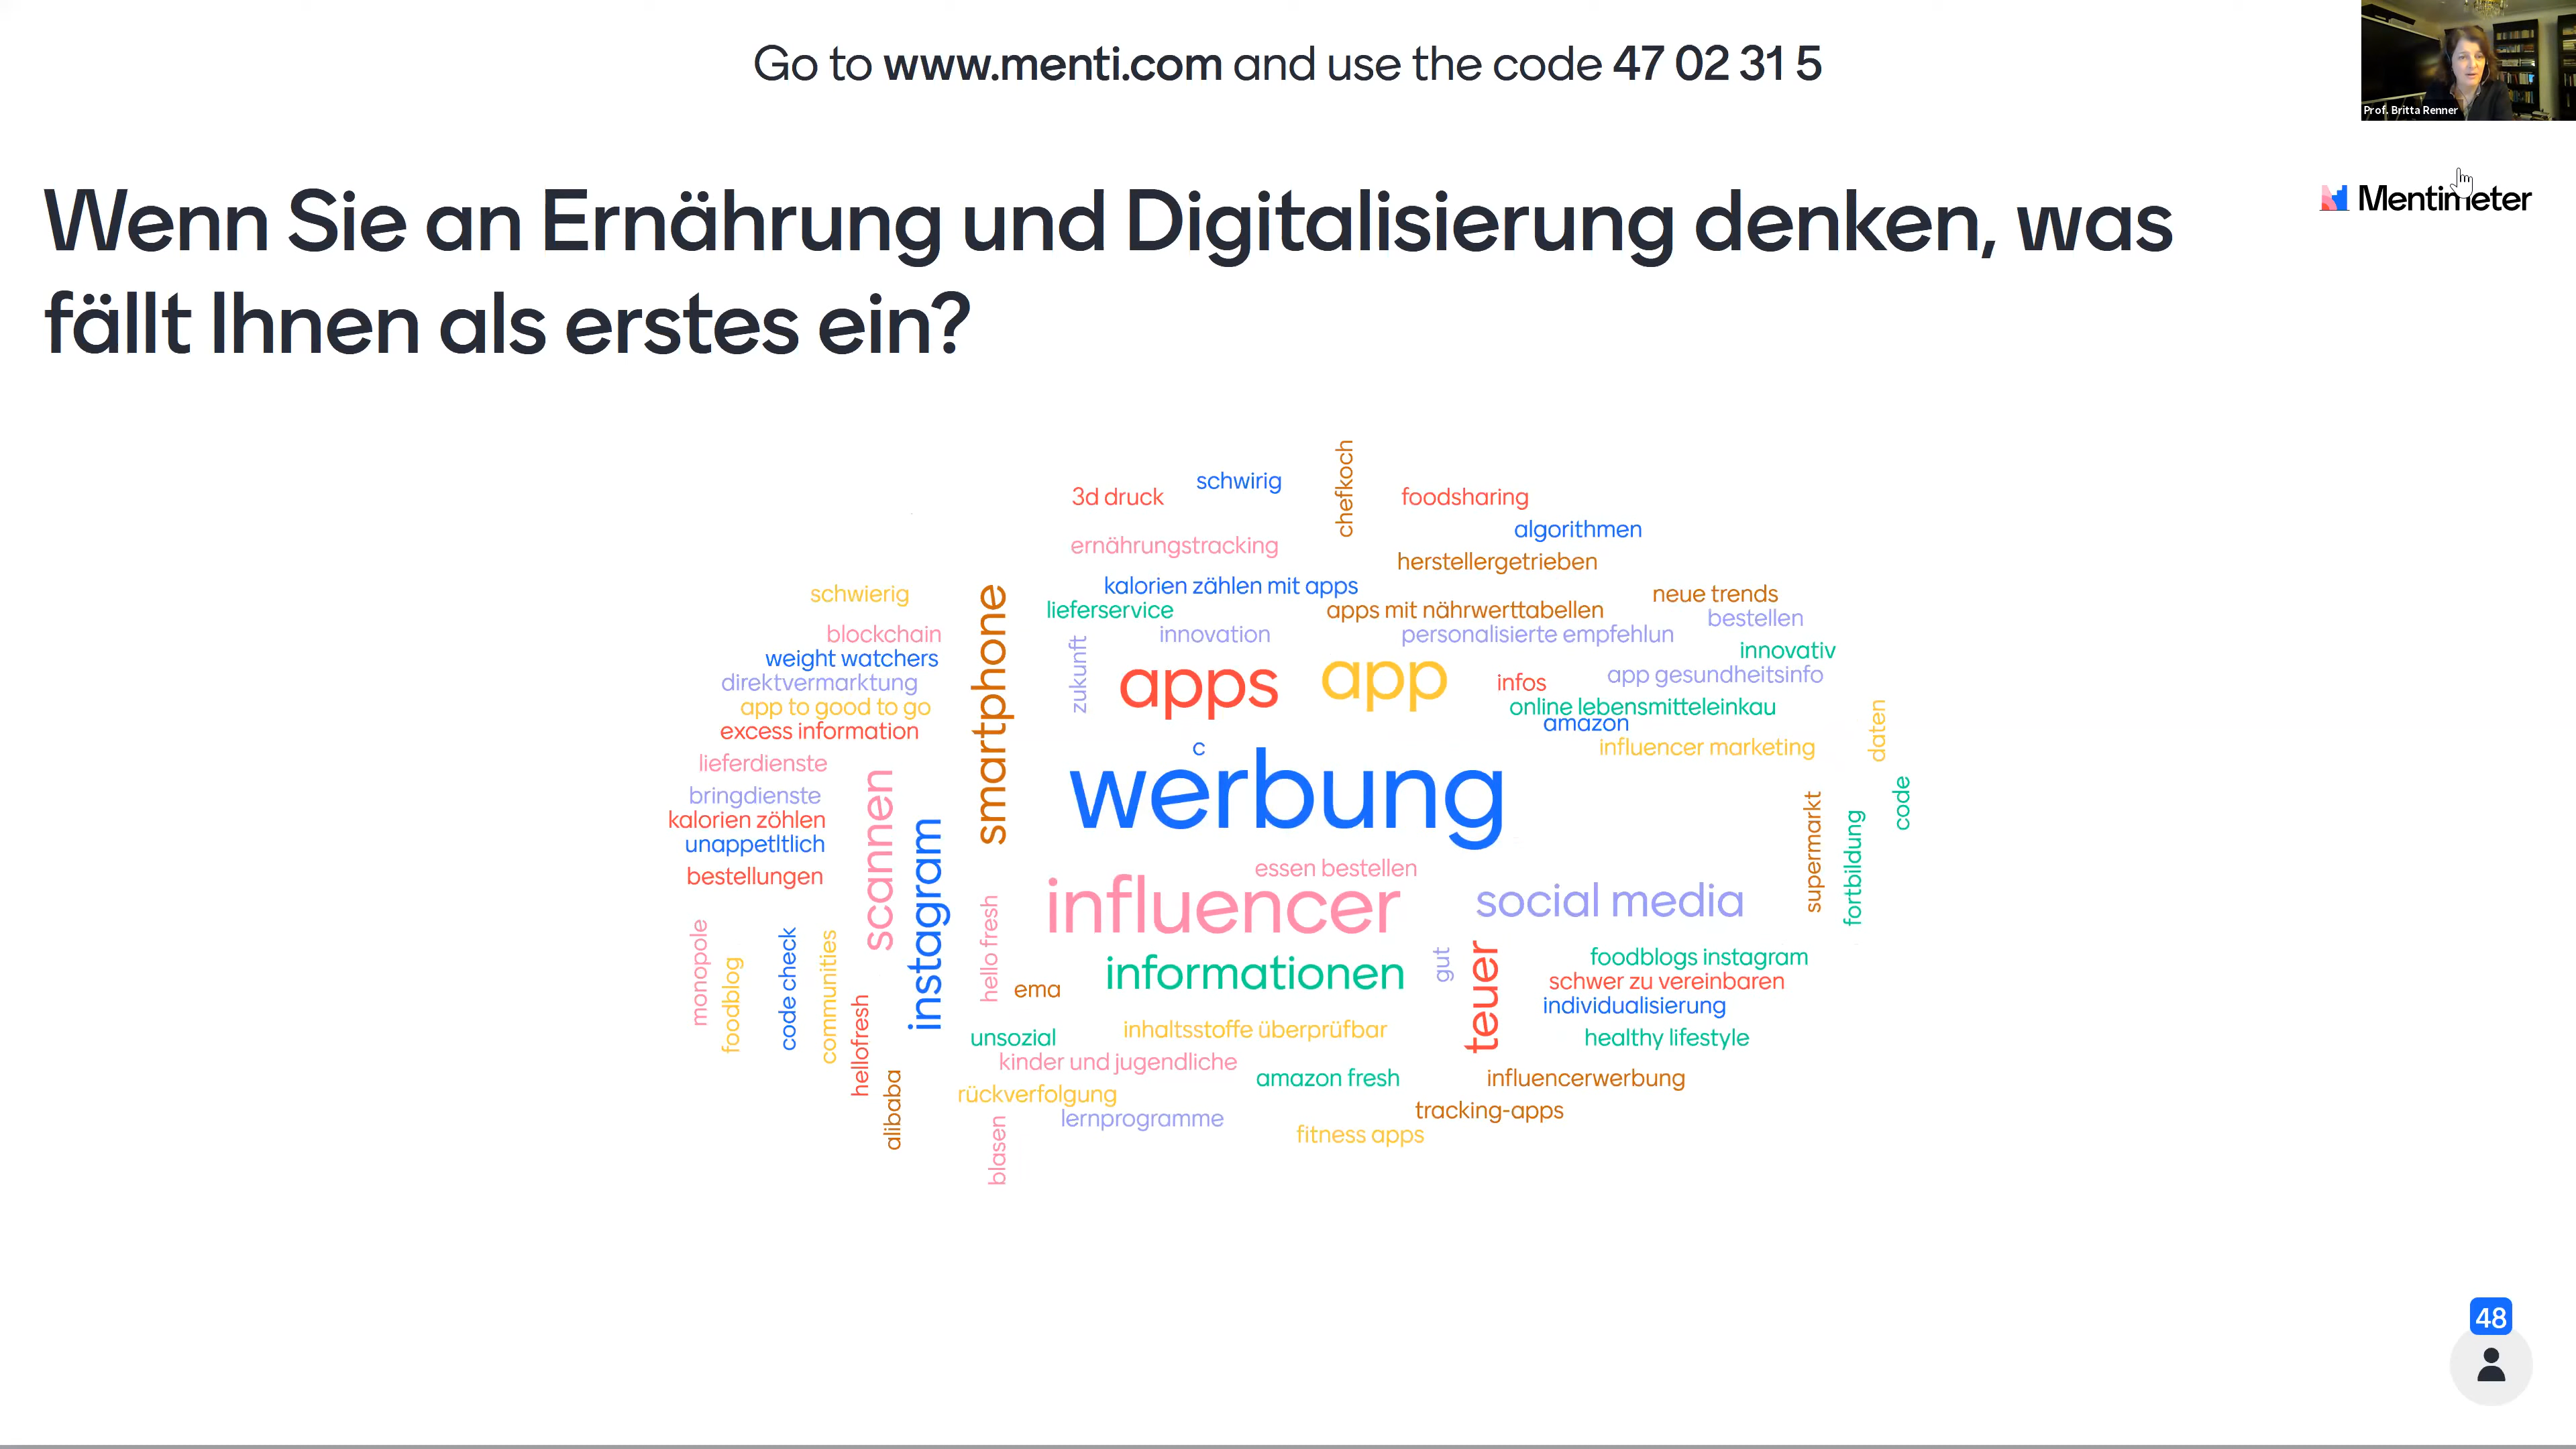 Go to www.menti.com and use the code 47 02 31 5
Prof. Britta Renner
Mentimeter
Wenn Sie an Ernährung und Digitalisierung denken, was
fällt Ihnen als erstes ein?
chefkoch
schwirig
3d druck
foodsharing
algorithmen
ernährungstracking
herstellergetrieben
kalorien zählen mit apps
schwierig
neue trends
smartphone
lieferservice
apps mit nährwerttabellen
bestellen
blockchain
innovation
personalisierte empfehlun
zukunft
innovativ
weight watchers
app gesundheitsinfo
direktvermarktung
apps
app
infos
app to good to go
online lebensmitteleinkau
amazon
daten
excess information
c
influencer marketing
lieferdienste
werbung
scannen
bringdienste
code
kalorien zöhlen
supermarkt
instagram
unappetltlich
fortbildung
essen bestellen
bestellungen
influencer
social media
hello fresh
monopole
foodblog
code check
communities
informationen
gut
teuer
foodblogs instagram
schwer zu vereinbaren
ema
individualisierung
hellofresh
unsozial
inhaltsstoffe überprüfbar
healthy lifestyle
kinder und jugendliche
amazon fresh
influencerwerbung
alibaba
rückverfolgung
tracking-apps
lernprogramme
fitness apps
blasen
48